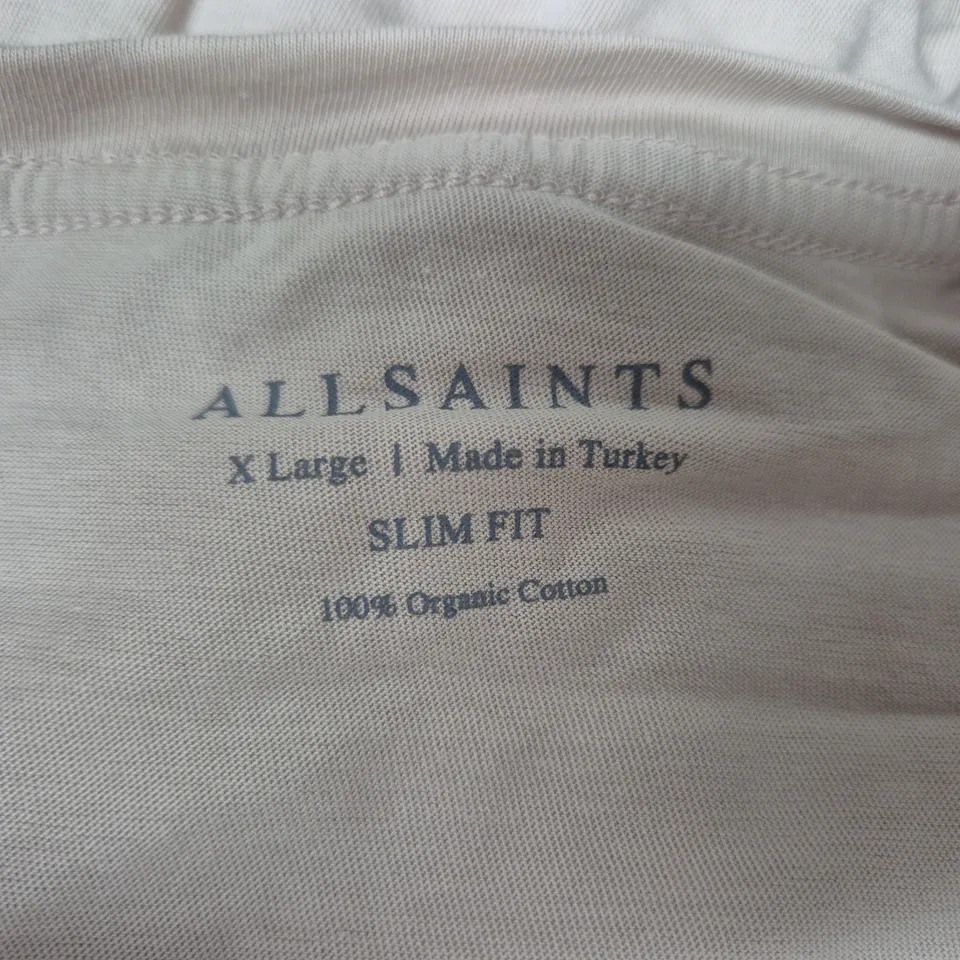 ALLSAINTS
X Large | Made in Turkey
SLIM FIT
100% Organic Cotton